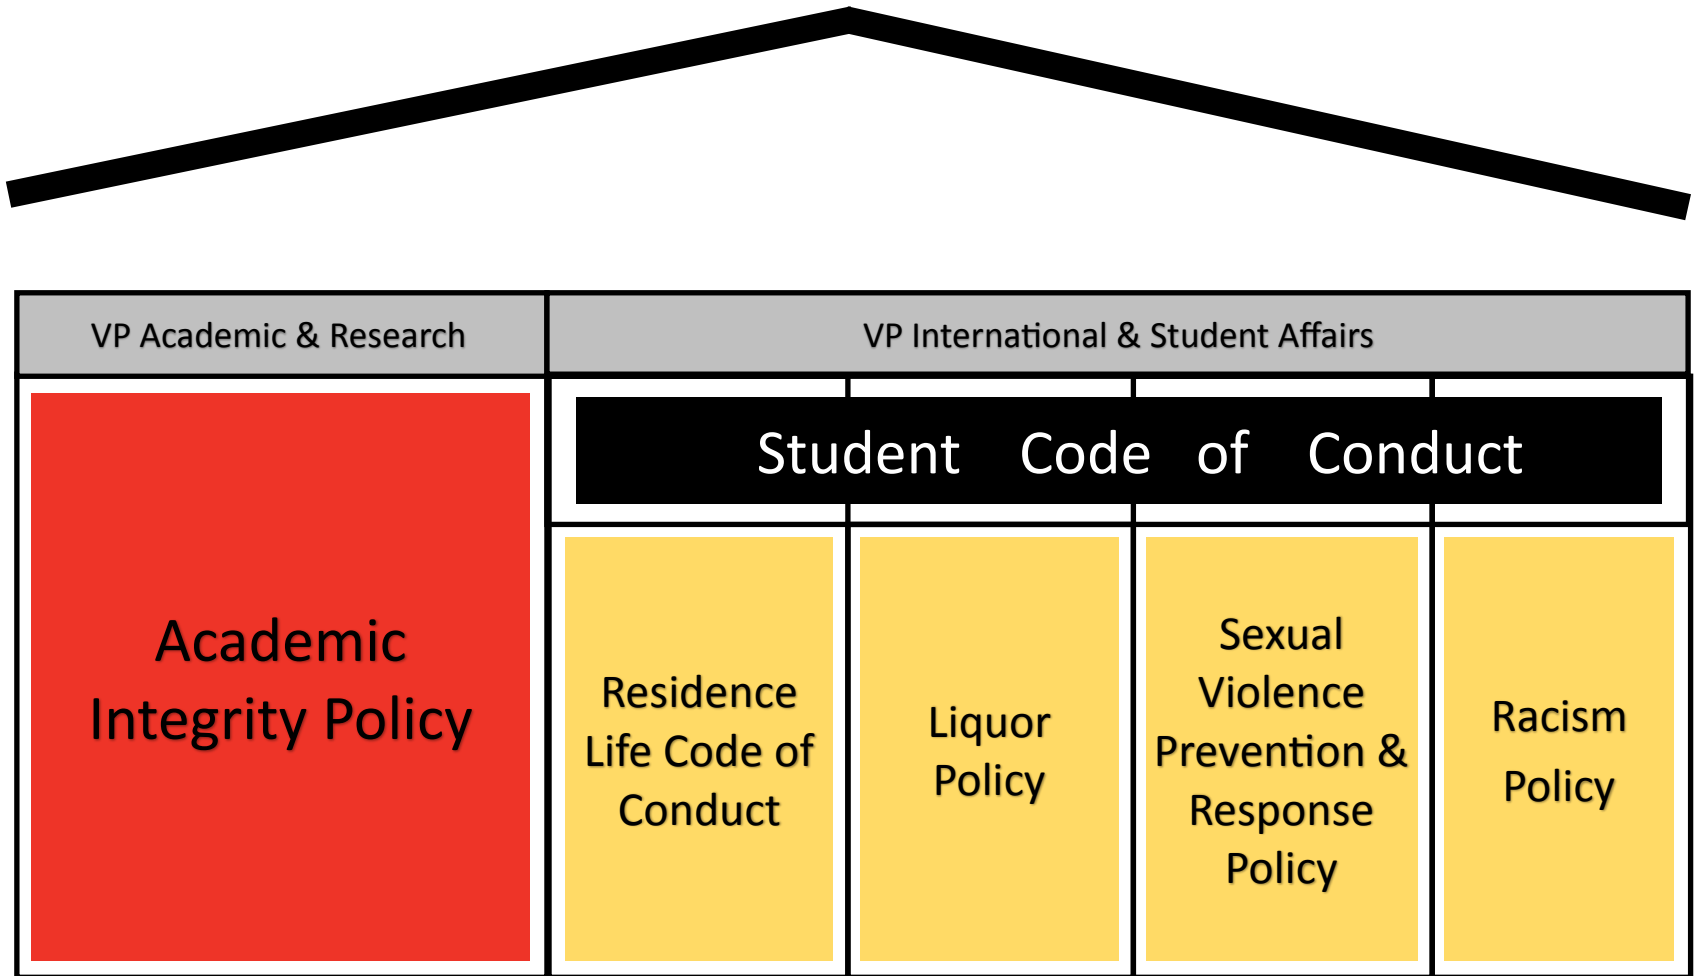 VP Academic & Research
VP International & Student Affairs
Student Code of Conduct
Academic
Integrity Policy
Residence
Life Code of
Conduct
Liquor
Policy
Sexual
Violence
Prevention &
Response
Policy
Racism
Policy